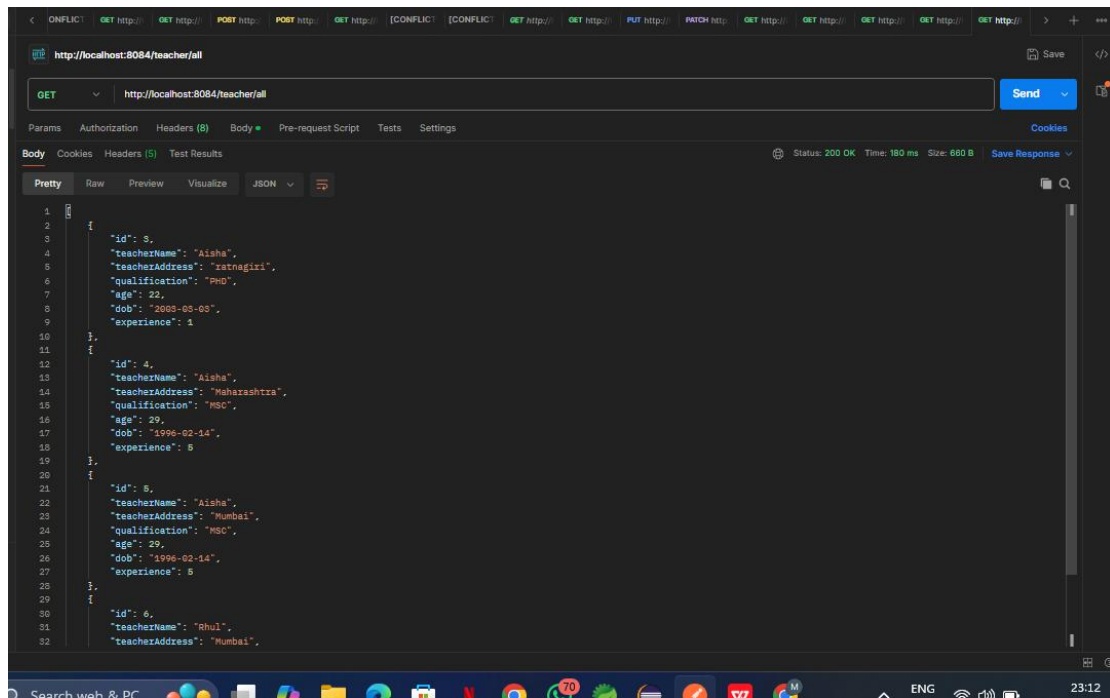 ONFLICT GET http:// GET http:// POST http: POST http: GET http:// [CONFLICT [CONFLICT GET http:// GET http:// PUT http:// PATCH http GET http:// GET http:// GET http:// GET http:// GET http://
HTTP http://localhost:8084/teacher/all Save
GET http://localhost:8084/teacher/all Send
Params Authorization Headers (8) Body Pre-request Script Tests Settings Cookies
Body Cookies Headers (5) Test Results Status: 200 OK Time: 180 ms Size: 660 B Save Response
Pretty Raw Preview Visualize JSON
1 [
2 {
3 "id": 3,
4 "teacherName": "Aisha",
5 "teacherAddress": "ratnagiri",
6 "qualification": "PHD",
7 "age": 22,
8 "dob": "2003-03-03",
9 "experience": 1
10 },
11 {
12 "id": 4,
13 "teacherName": "Aisha",
14 "teacherAddress": "Maharashtra",
15 "qualification": "MSC",
16 "age": 29,
17 "dob": "1996-02-14",
18 "experience": 5
19 },
20 {
21 "id": 5,
22 "teacherName": "Aisha",
23 "teacherAddress": "Mumbai",
24 "qualification": "MSC",
25 "age": 29,
26 "dob": "1996-02-14",
27 "experience": 5
28 },
29 {
30 "id": 6,
31 "teacherName": "Rhul",
32 "teacherAddress": "Mumbai",
Search web & PC 70 M ENG 23:12